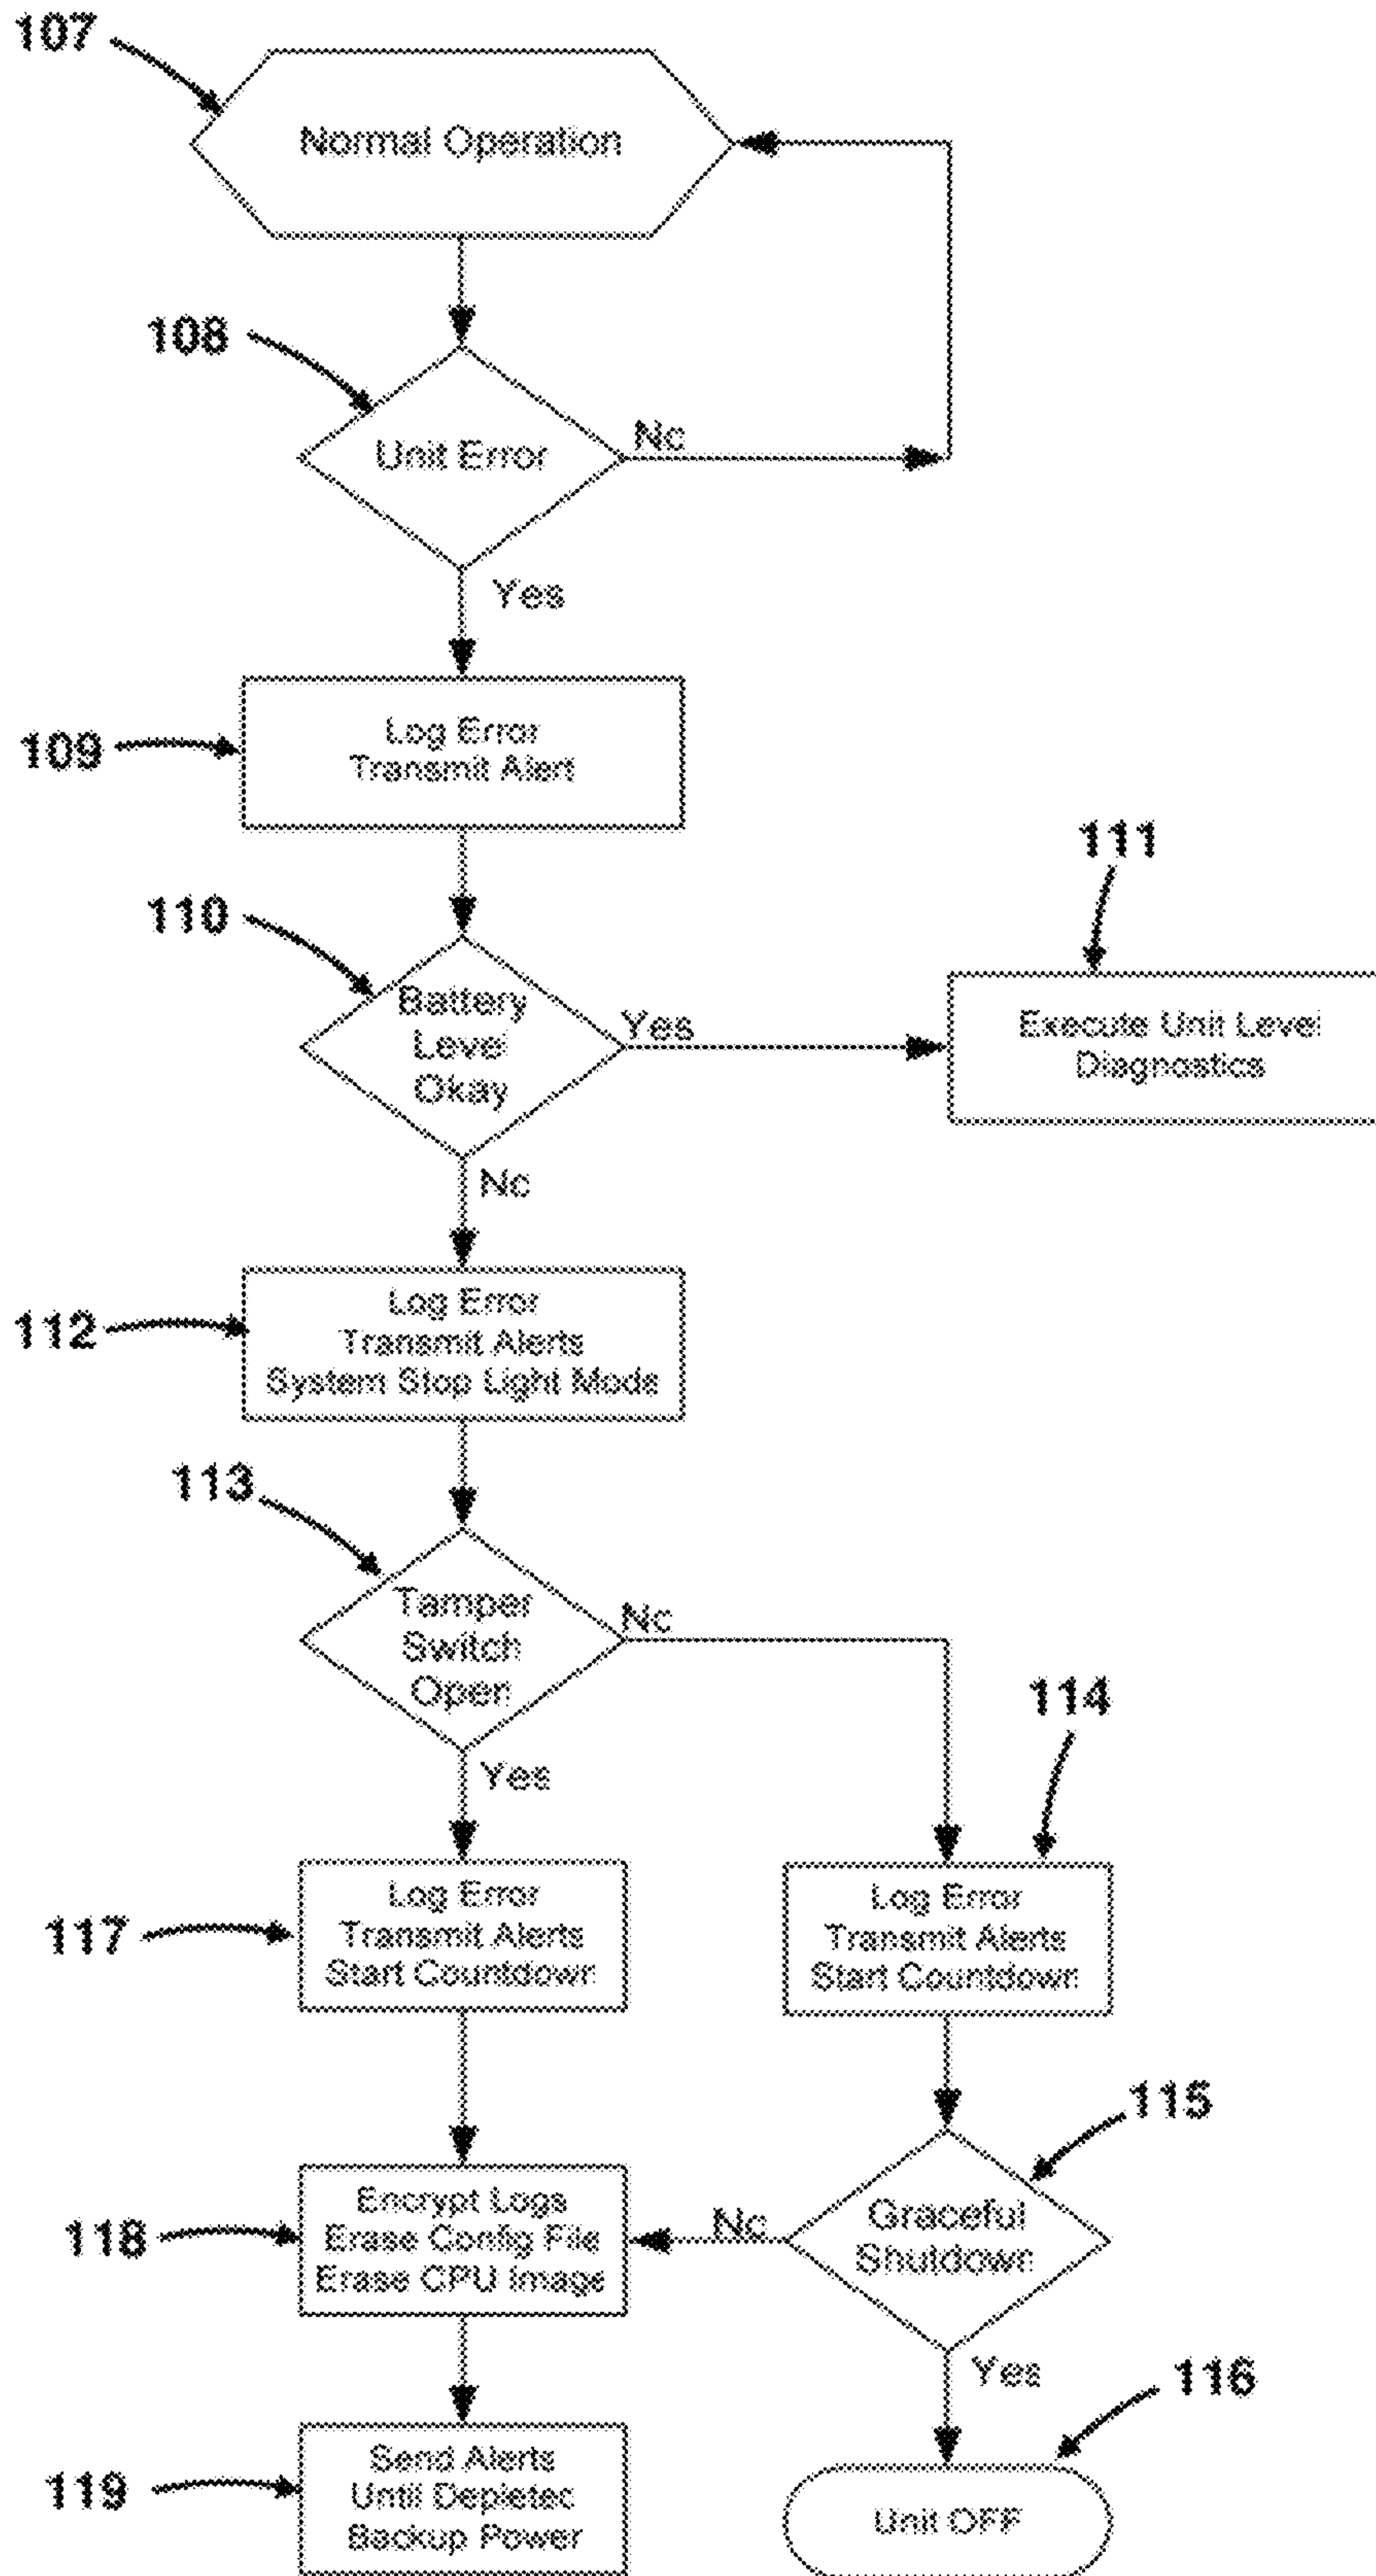 107
Normal Operation
108
Unit Error
No
Yes
109
Log Error
Transmit Alert
110
Battery
Level
Okay
Yes
111
Execute Unit Level
Diagnostics
No
112
Log Error
Transmit Alerts
System Stop Light Mode
113
Tamper
Switch
Open
No
Yes
114
117
Log Error
Transmit Alerts
Start Countdown
Log Error
Transmit Alerts
Start Countdown
115
118
Encrypt Logs
Erase Config File
Erase CPU Image
No
Graceful
Shutdown
Yes
116
119
Send Alerts
Until Depleted
Backup Power
Unit OFF